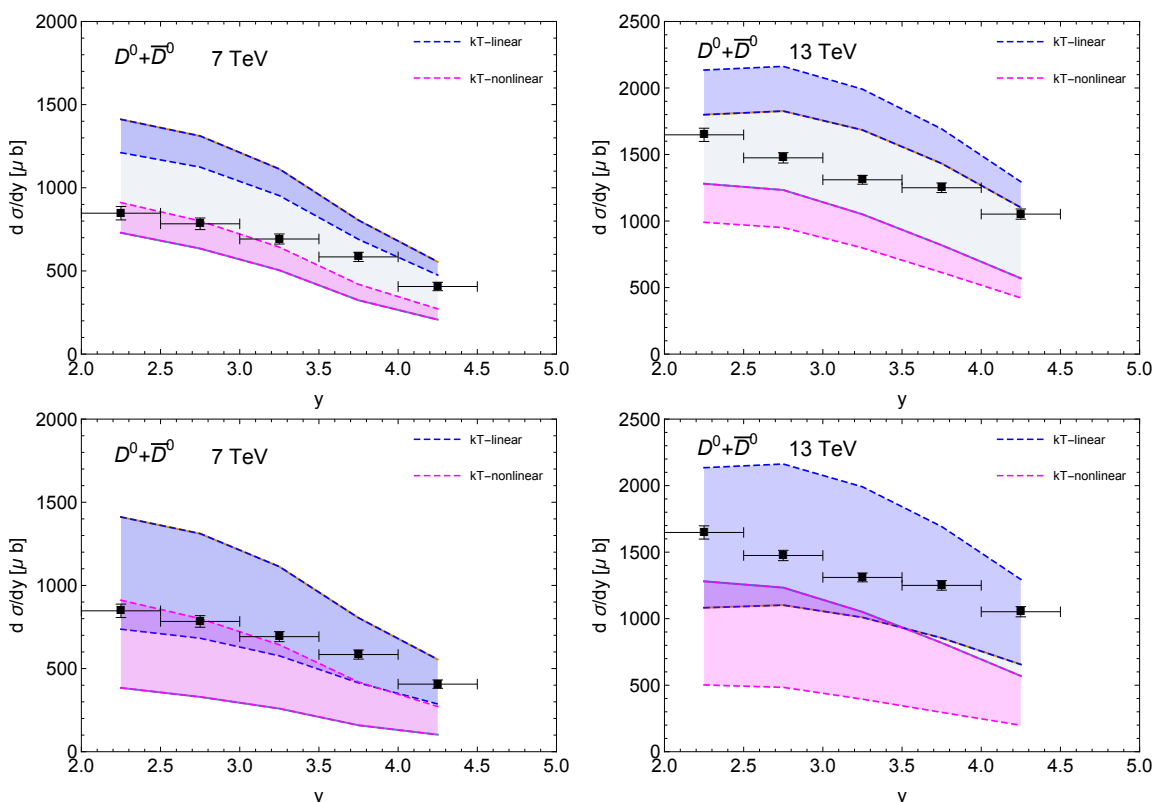 D⁰+D̅⁰ 7 TeV
kT-linear
kT-nonlinear
2000
1500
1000
500
0
d σ/dy [μ b]
2.0 2.5 3.0 3.5 4.0 4.5 5.0
y
D⁰+D̅⁰ 13 TeV
kT-linear
kT-nonlinear
2500
2000
1500
1000
500
0
d σ/dy [μ b]
2.0 2.5 3.0 3.5 4.0 4.5 5.0
y
D⁰+D̅⁰ 7 TeV
kT-linear
kT-nonlinear
2000
1500
1000
500
0
d σ/dy [μ b]
2.0 2.5 3.0 3.5 4.0 4.5 5.0
y
D⁰+D̅⁰ 13 TeV
kT-linear
kT-nonlinear
2500
2000
1500
1000
500
0
d σ/dy [μ b]
2.0 2.5 3.0 3.5 4.0 4.5 5.0
y